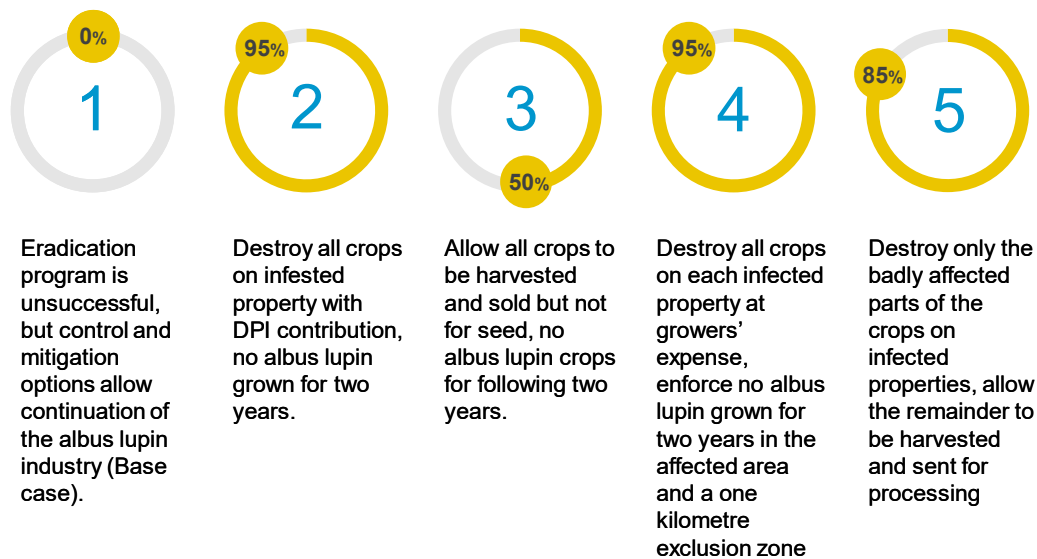 0%
1
95%
2
50%
3
95%
4
85%
5
Eradication
program is
unsuccessful,
but control and
mitigation
options allow
continuation of
the albus lupin
industry (Base
case).
Destroy all crops
on infested
property with
DPI contribution,
no albus lupin
grown for two
years.
Allow all crops to
be harvested
and sold but not
for seed, no
albus lupin crops
for following two
years.
Destroy all crops
on each infected
property at
growers’
expense,
enforce no albus
lupin grown for
two years in the
affected area
and a one
kilometre
exclusion zone
Destroy only the
badly affected
parts of the
crops on
infected
properties, allow
the remainder to
be harvested
and sent for
processing